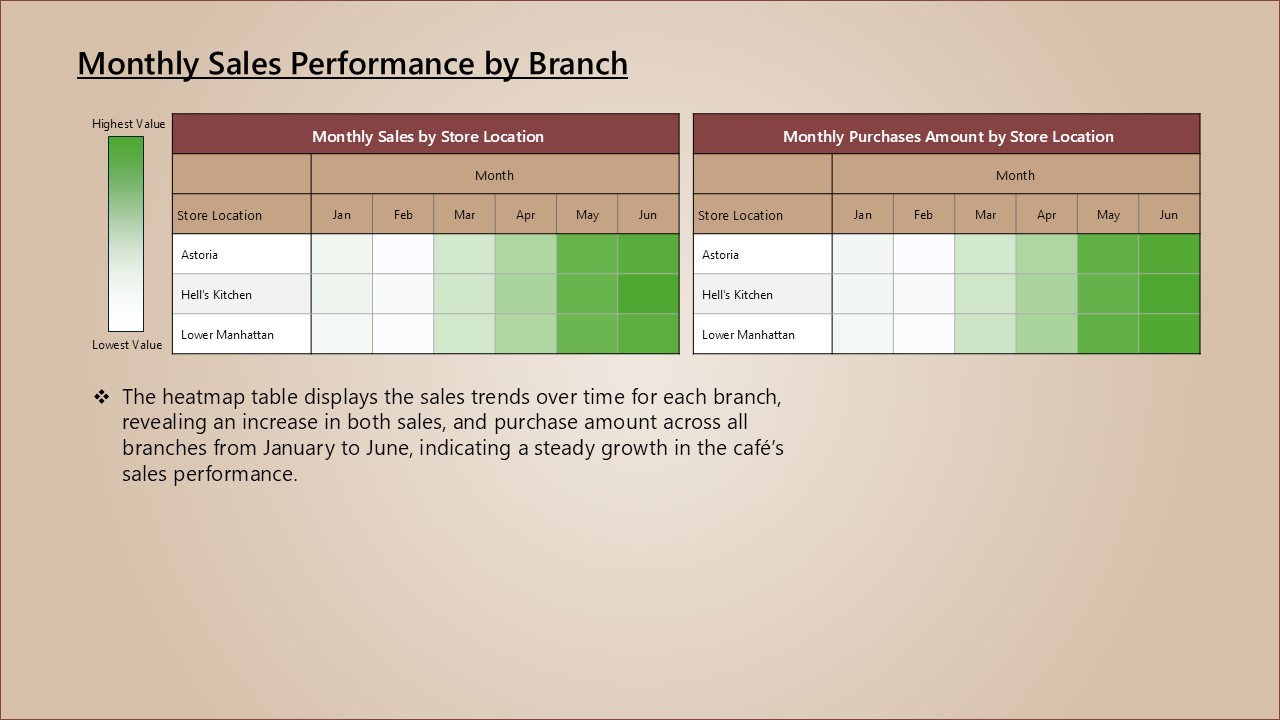 Monthly Sales Performance by Branch
Highest Value
Lowest Value
Monthly Sales by Store Location
Month
Store Location Jan Feb Mar Apr May Jun
Astoria
Hell's Kitchen
Lower Manhattan
Monthly Purchases Amount by Store Location
Month
Store Location Jan Feb Mar Apr May Jun
Astoria
Hell's Kitchen
Lower Manhattan
❖ The heatmap table displays the sales trends over time for each branch,
revealing an increase in both sales, and purchase amount across all
branches from January to June, indicating a steady growth in the café’s
sales performance.